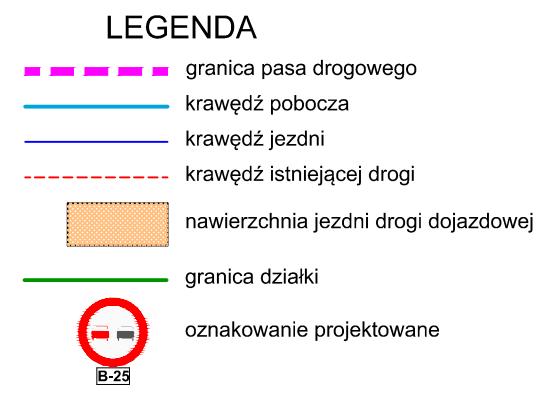 LEGENDA
granica pasa drogowego
krawędź pobocza
krawędź jezdni
krawędź istniejącej drogi
nawierzchnia jezdni drogi dojazdowej
granica działki
oznakowanie projektowane
B-25